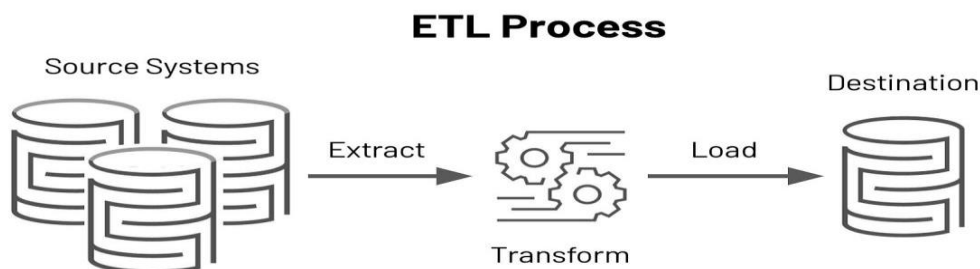 ETL Process
Source Systems
Destination
Extract
Load
Transform